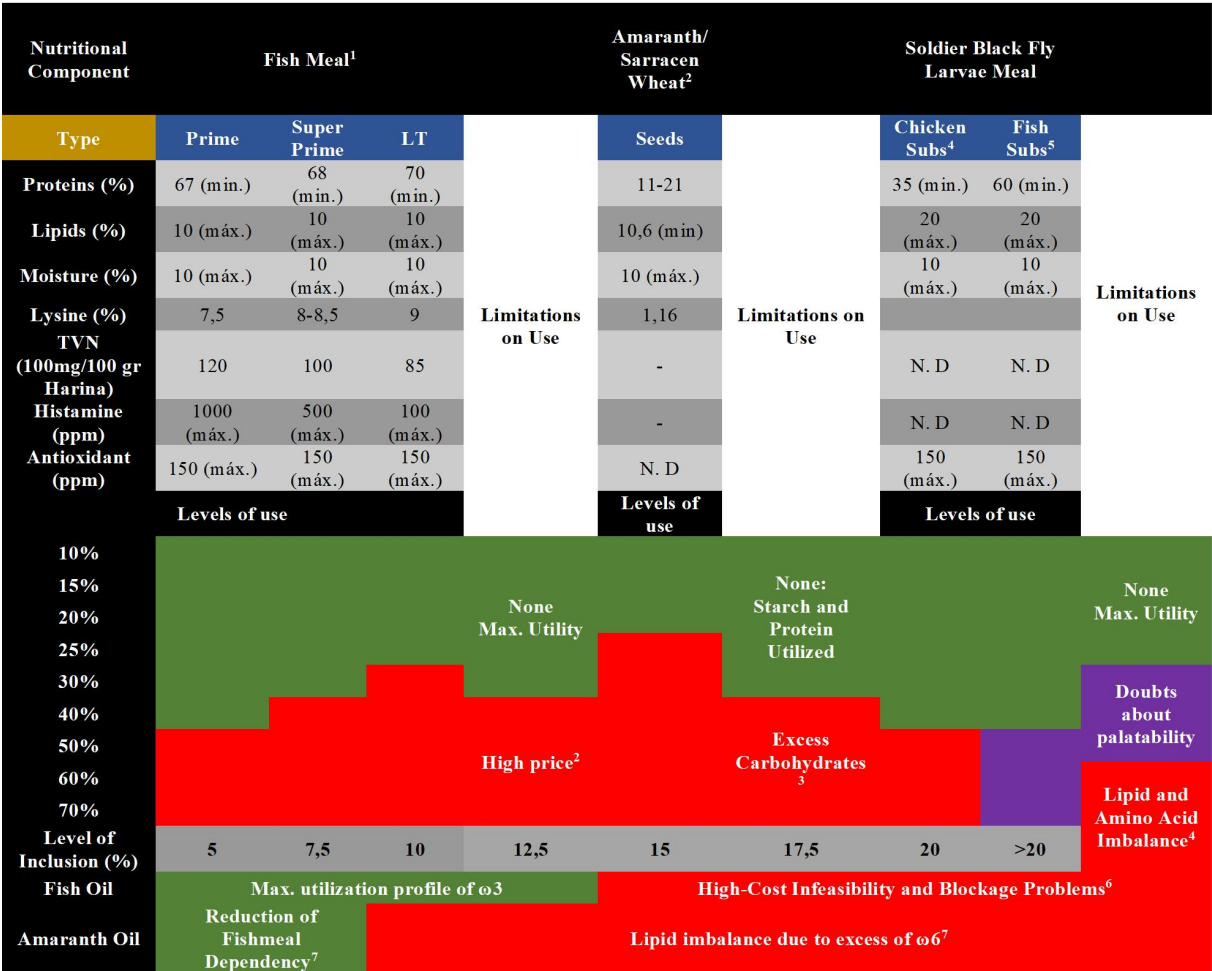 Nutritional
Component
Fish Meal1
Amaranth/
Sarracen
Wheat2
Soldier Black Fly
Larvae Meal
Type
Prime
Super
Prime
LT
Limitations
on Use
Seeds
Limitations on
Use
Chicken
Subs4
Fish
Subs5
Limitations
on Use
Proteins (%)
67 (min.)
68
(min.)
70
(min.)
11-21
35 (min.)
60 (min.)
Lipids (%)
10 (máx.)
10
(máx.)
10
(máx.)
10,6 (min)
20
(máx.)
20
(máx.)
Moisture (%)
10 (máx.)
10
(máx.)
10
(máx.)
10 (máx.)
10
(máx.)
10
(máx.)
Lysine (%)
7,5
8-8,5
9
1,16
TVN
(100mg/100 gr
Harina)
120
100
85
-
N. D
N. D
Histamine
(ppm)
1000
(máx.)
500
(máx.)
100
(máx.)
-
N. D
N. D
Antioxidant
(ppm)
150 (máx.)
150
(máx.)
150
(máx.)
N. D
150
(máx.)
150
(máx.)
Levels of use
Levels of
use
Levels of use
10%
15%
20%
25%
30%
40%
50%
60%
70%
None
Max. Utility
High price2
None:
Starch and
Protein
Utilized
Excess
Carbohydrates
3
None
Max. Utility
Doubts
about
palatability
Lipid and
Amino Acid
Imbalance4
Level of
Inclusion (%)
5
7,5
10
12,5
15
17,5
20
>20
Fish Oil
Max. utilization profile of ω3
High-Cost Infeasibility and Blockage Problems6
Amaranth Oil
Reduction of
Fishmeal
Dependency7
Lipid imbalance due to excess of ω67